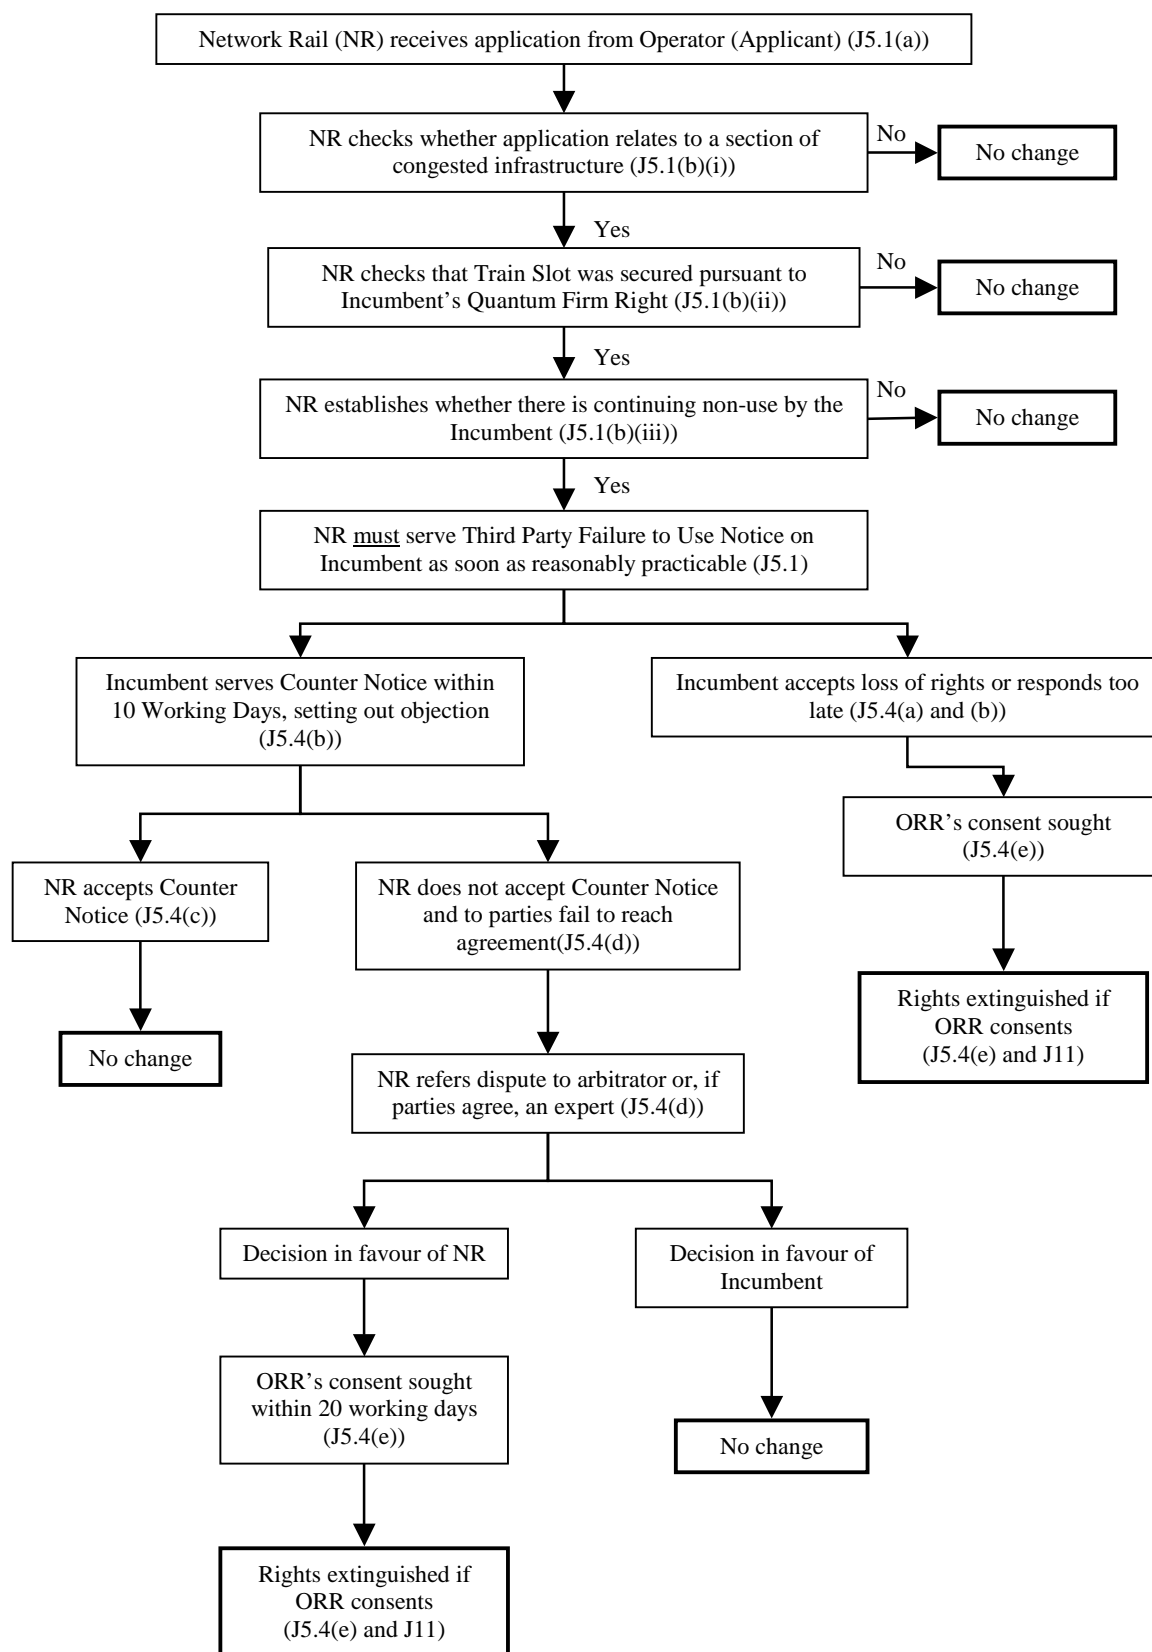 Network Rail (NR) receives application from Operator (Applicant) (J5.1(a))
NR checks whether application relates to a section of
congested infrastructure (J5.1(b)(i))
No
No change
Yes
NR checks that Train Slot was secured pursuant to
Incumbent’s Quantum Firm Right (J5.1(b)(ii))
No
No change
Yes
NR establishes whether there is continuing non-use by the
Incumbent (J5.1(b)(iii))
No
No change
Yes
NR must serve Third Party Failure to Use Notice on
Incumbent as soon as reasonably practicable (J5.1)
Incumbent serves Counter Notice within
10 Working Days, setting out objection
(J5.4(b))
Incumbent accepts loss of rights or responds too
late (J5.4(a) and (b))
ORR’s consent sought
(J5.4(e))
NR accepts Counter
Notice (J5.4(c))
NR does not accept Counter Notice
and to parties fail to reach
agreement(J5.4(d))
Rights extinguished if
ORR consents
(J5.4(e) and J11)
No change
NR refers dispute to arbitrator or, if
parties agree, an expert (J5.4(d))
Decision in favour of NR
Decision in favour of
Incumbent
ORR’s consent sought
within 20 working days
(J5.4(e))
No change
Rights extinguished if
ORR consents
(J5.4(e) and J11)